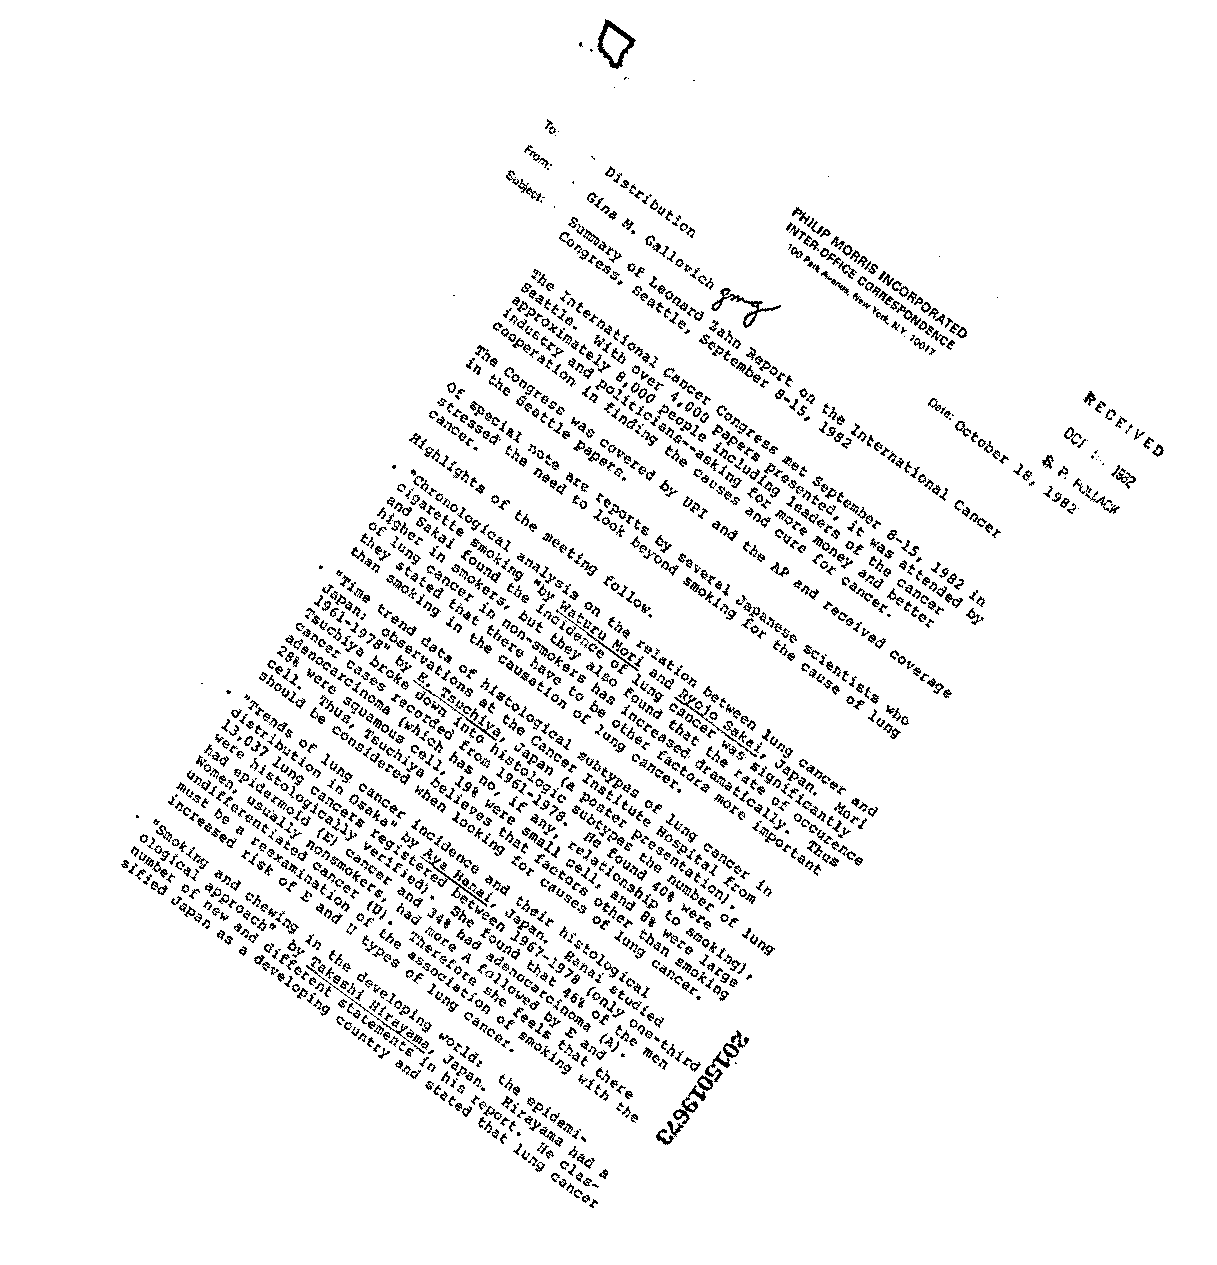 PHILIP MORRIS INCORPORATED
INTER-OFFICE CORRESPONDENCE
100 Park Avenue, New York, N.Y. 10017
RECEIVED
OCT 1982
To: Distribution
Date: October 18, 1982
From: Gina M. Gallovich gmg
Subject: Summary of Leonard Zahn Report on the International Cancer
Congress, Seattle, September 8-15, 1982
The International Cancer Congress met September 8-15, 1982 in
Seattle. With over 4,000 papers presented, it was attended by
approximately 8,000 people including leaders of the cancer
industry and politicians--asking for more money and better
cooperation in finding the causes and cure for cancer.
The Congress was covered by UPI and the AP and received coverage
in the Seattle papers.
Of special note are reports by several Japanese scientists who
stressed the need to look beyond smoking for the cause of lung
cancer.
Highlights of the meeting follow.
• "Chronological analysis on the relation between lung cancer and
cigarette smoking "by Wataru Mori and Ryojo Sakai, Japan. Mori
and Sakai found the incidence of lung cancer was significantly
higher in smokers, but they also found that the rate of occurence
of lung cancer in non-smokers has increased dramatically. Thus
they stated that there have to be other factors more important
than smoking in the causation of lung cancer.
• "Time trend data of histological subtypes of lung cancer in
Japan; observations at the Cancer Institute Hospital from
1961-1978" by E. Tsuchiya, Japan (a poster presentation).
Tsuchiya broke down into histologic subtypes the number of lung
cancer cases recorded from 1961-1978. He found 40% were
adenocarcinoma (which has no, if any, relationship to smoking),
28% were squamous cell, 19% were small cell, and 8% were large
cell. Thus, Tsuchiya believes that factors other than smoking
should be considered when looking for causes of lung cancer.
• "Trends of lung cancer incidence and their histological
distribution in Osaka" by Aya Hanai, Japan. Hanai studied
13,037 lung cancers registered between 1967-1978 (only one-third
were histologically verified). She found that 46% of the men
had epidermoid (E) cancer and 34% had adenocarcinoma (A).
Women, usually nonsmokers, had more A followed by E and
undifferentiated cancer (U). Therefore she feels that there
must be a reexamination of the association of smoking with the
increased risk of E and U types of lung cancer.
• "Smoking and chewing in the developing world: the epidemi-
ological approach" by Takeshi Hirayama, Japan. Hirayama had a
number of new and different statements in his report. He clas-
sified Japan as a developing country and stated that lung cancer
2015019673